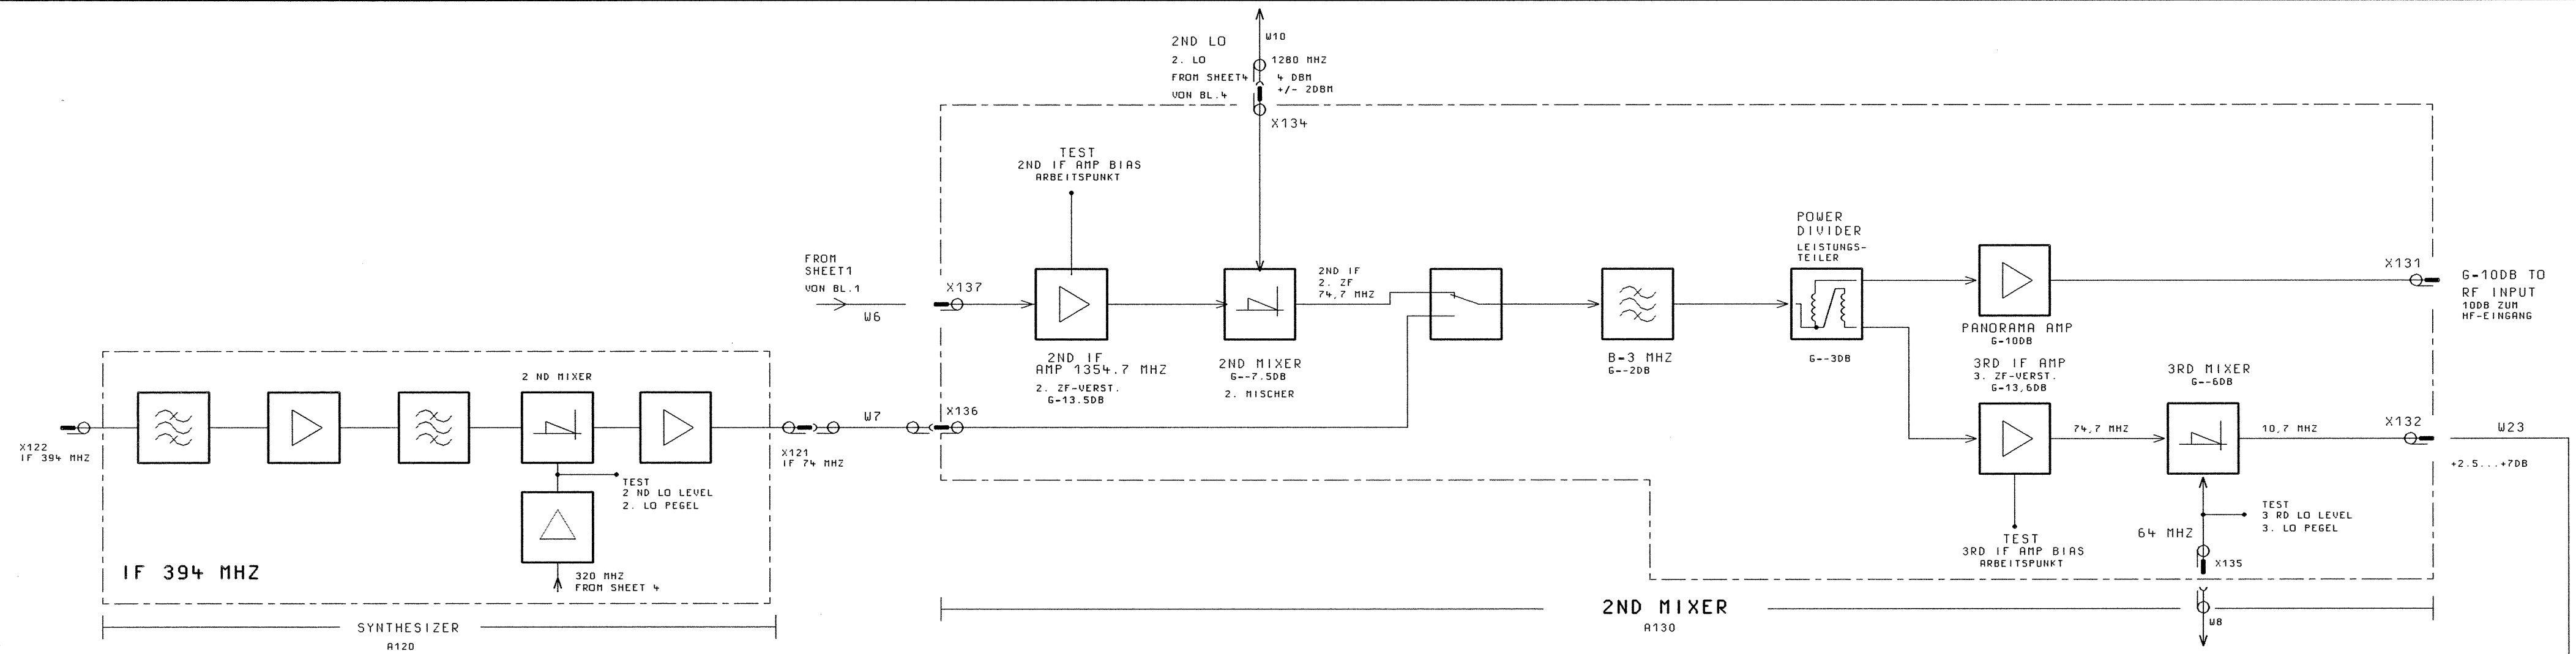 2ND LO
2. LO
FROM SHEET4
VON BL.4
W10
1280 MHZ
4 DBM
+/- 2DBM
X134
TEST
2ND IF AMP BIAS
ARBEITSPUNKT
FROM
SHEET1
VON BL.1
W6
X137
2ND IF
AMP 1354.7 MHZ
2. ZF-VERST.
G=13.5DB
2ND MIXER
G=-7.5DB
2. MISCHER
2ND IF
2. ZF
74,7 MHZ
B=3 MHZ
G=-2DB
POWER
DIVIDER
LEISTUNGS-
TEILER
G=-3DB
PANORAMA AMP
G=10DB
X131
G=10DB TO
RF INPUT
10DB ZUM
HF-EINGANG
3RD IF AMP
3. ZF-VERST.
G=13,6DB
74,7 MHZ
3RD MIXER
G=-6DB
10,7 MHZ
X132
W23
+2.5...+7DB
TEST
3RD IF AMP BIAS
ARBEITSPUNKT
64 MHZ
TEST
3 RD LO LEVEL
3. LO PEGEL
X135
W8
2ND MIXER
A130
X122
IF 394 MHZ
2 ND MIXER
TEST
2 ND LO LEVEL
2. LO PEGEL
320 MHZ
FROM SHEET 4
IF 394 MHZ
X121
IF 74 MHZ
W7
X136
SYNTHESIZER
A120